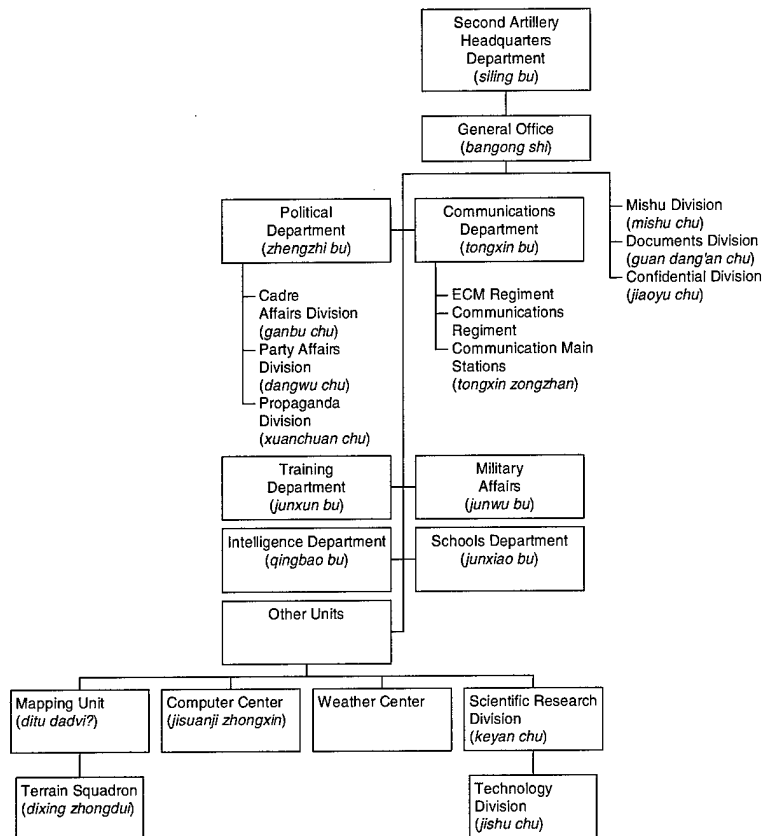 Second Artillery
Headquarters
Department
(siling bu)
General Office
(bangong shi)
Political
Department
(zhengzhi bu)
Communications
Department
(tongxin bu)
Mishu Division
(mishu chu)
Documents Division
(guan dang'an chu)
Confidential Division
(jiaoyu chu)
Cadre
Affairs Division
(ganbu chu)
Party Affairs
Division
(dangwu chu)
Propaganda
Division
(xuanchuan chu)
ECM Regiment
Communications
Regiment
Communication Main
Stations
(tongxin zongzhan)
Training
Department
(junxun bu)
Military
Affairs
(junwu bu)
Intelligence Department
(qingbao bu)
Schools Department
(junxiao bu)
Other Units
Mapping Unit
(ditu dadvi?)
Computer Center
(jisuanji zhongxin)
Weather Center
Scientific Research
Division
(keyan chu)
Terrain Squadron
(dixing zhongdui)
Technology
Division
(jishu chu)